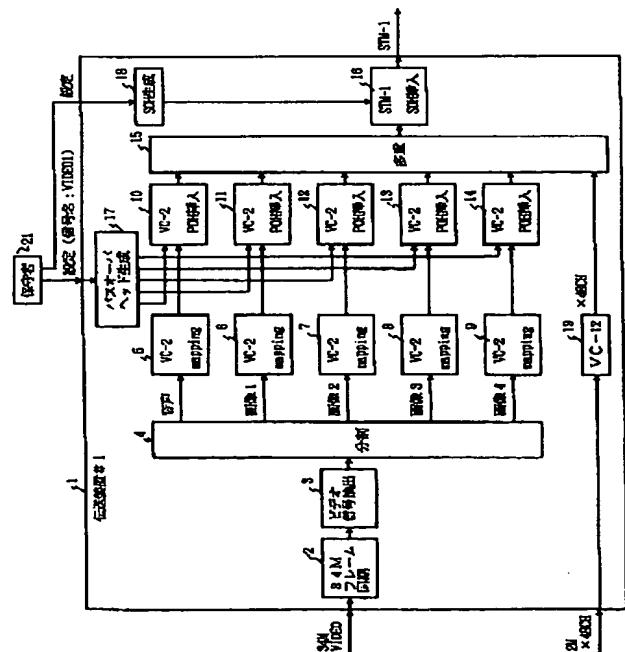 保守者
21
設定（信号名：VIDEO1）
設定
1
伝送装置＃1
17
パスオーバ
ヘッド生成
18
SOH生成
STM-1
16
STM-1
SOH挿入
15
多重
10
VC-2
POH挿入
11
VC-2
POH挿入
12
VC-2
POH挿入
13
VC-2
POH挿入
14
VC-2
POH挿入
5
VC-2
mapping
6
VC-2
mapping
7
VC-2
mapping
8
VC-2
mapping
9
VC-2
mapping
音声
画像1
画像2
画像3
画像4
4
分割
3
ビデオ
信号抽出
2
34M
フレーム
同期
34M
VIDEO
19
VC-12
×48CH
2M
×48CH